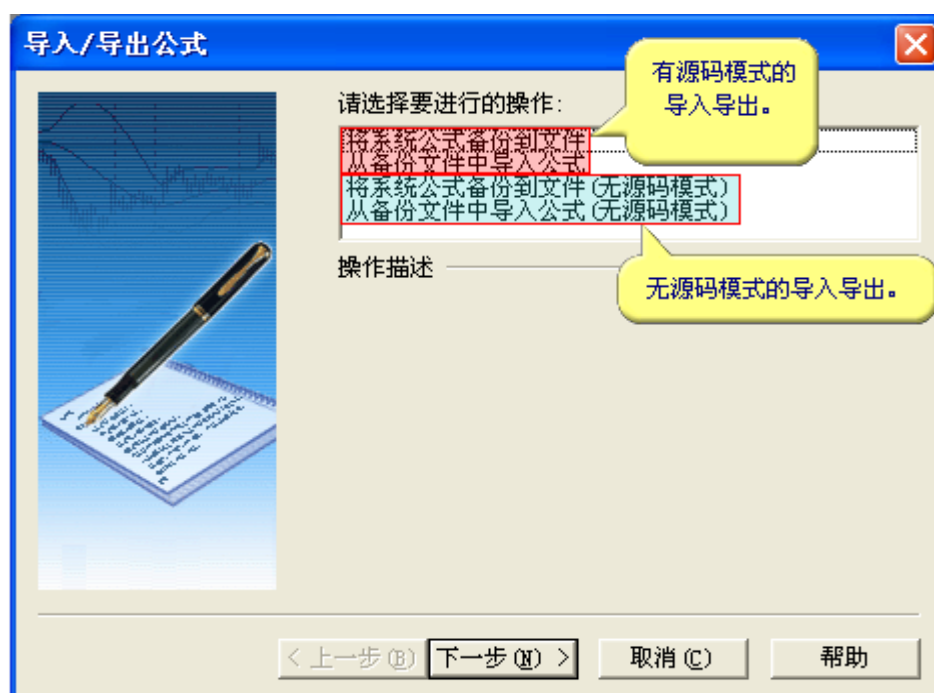 导入/导出公式
有源码模式的
导入导出。
请选择要进行的操作:
将系统公式备份到文件
从备份文件中导入公式
将系统公式备份到文件(无源码模式)
从备份文件中导入公式(无源码模式)
操作描述
无源码模式的导入导出。
< 上一步(B)
下一步(N) >
取消(C)
帮助